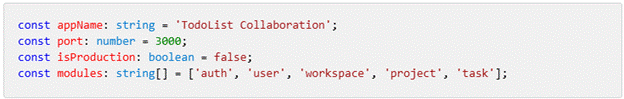 const appName: string = 'TodoList Collaboration';
const port: number = 3000;
const isProduction: boolean = false;
const modules: string[] = ['auth', 'user', 'workspace', 'project', 'task'];